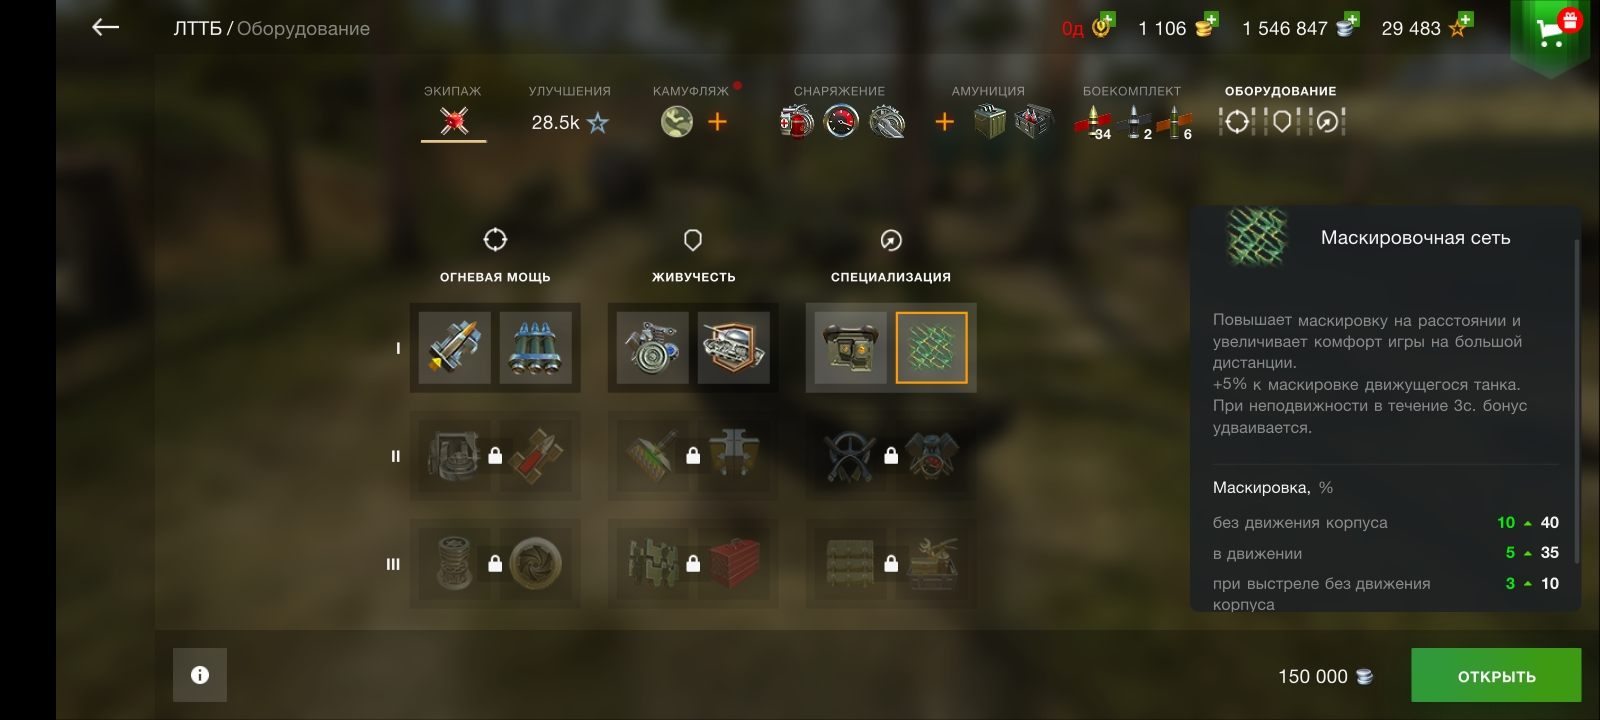 ЛТТБ / Оборудование
0д 1 106 1 546 847 29 483
ЭКИПАЖ УЛУЧШЕНИЯ КАМУФЛЯЖ СНАРЯЖЕНИЕ АМУНИЦИЯ БОЕКОМПЛЕКТ ОБОРУДОВАНИЕ
28.5k
34 2 6
ОГНЕВАЯ МОЩЬ ЖИВУЧЕСТЬ СПЕЦИАЛИЗАЦИЯ
I
II
III
Маскировочная сеть
Повышает маскировку на расстоянии и
увеличивает комфорт игры на большой
дистанции.
+5% к маскировке движущегося танка.
При неподвижности в течение 3с. бонус
удваивается.
Маскировка, %
без движения корпуса 10 40
в движении 5 35
при выстреле без движения 3 10
корпуса
150 000
ОТКРЫТЬ